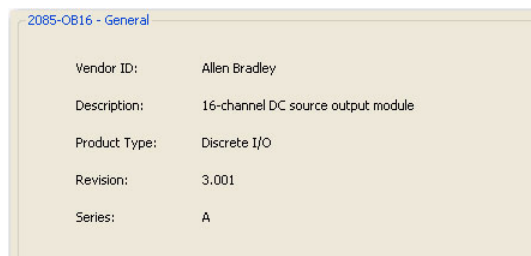 2085-OB16 - General
Vendor ID: Allen Bradley
Description: 16-channel DC source output module
Product Type: Discrete I/O
Revision: 3.001
Series: A